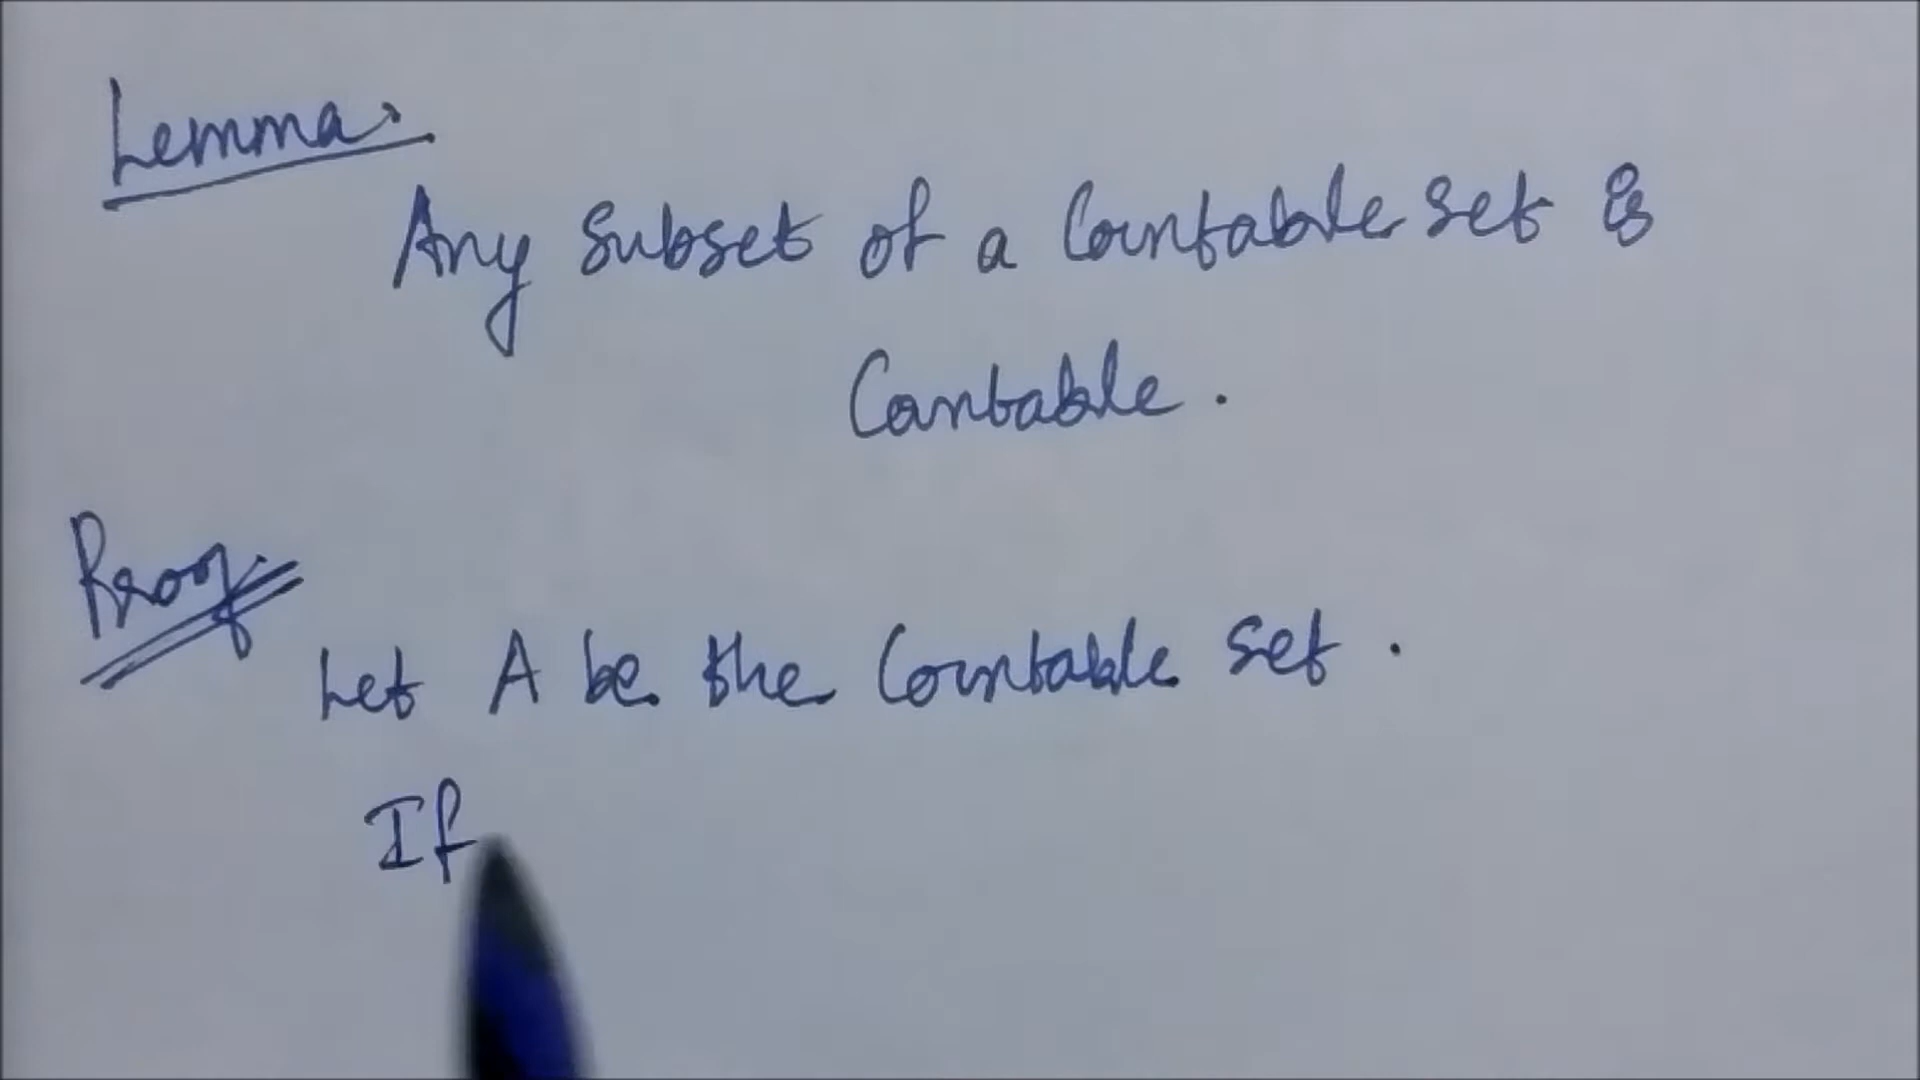 Lemma:
Any subset of a Countable set is
Countable.
Proof.
Let A be the Countable set.
If